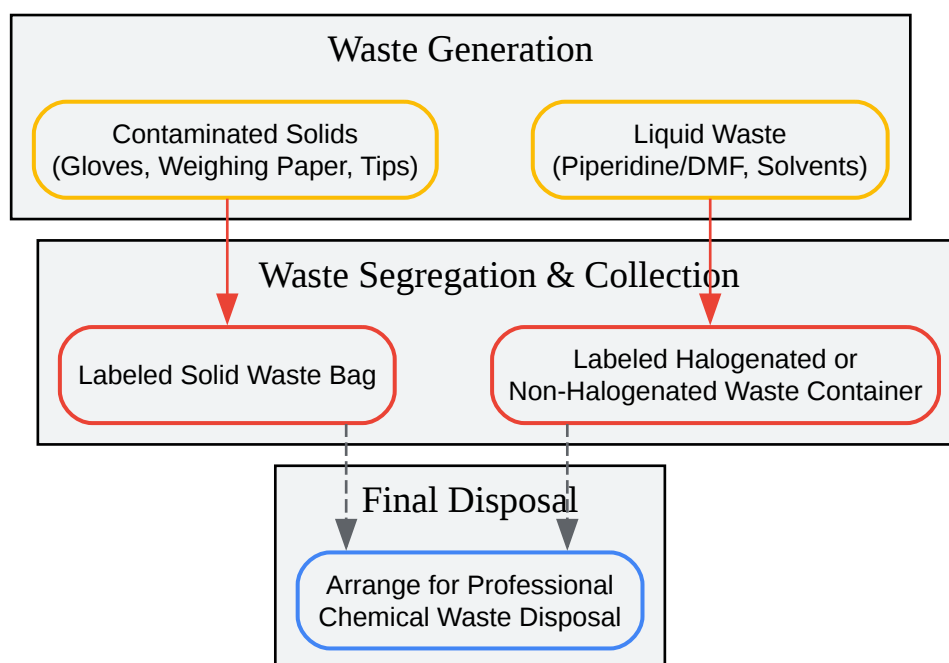 Waste Generation
Contaminated Solids
(Gloves, Weighing Paper, Tips)
Liquid Waste
(Piperidine/DMF, Solvents)
Waste Segregation & Collection
Labeled Solid Waste Bag
Labeled Halogenated or
Non-Halogenated Waste Container
Final Disposal
Arrange for Professional
Chemical Waste Disposal